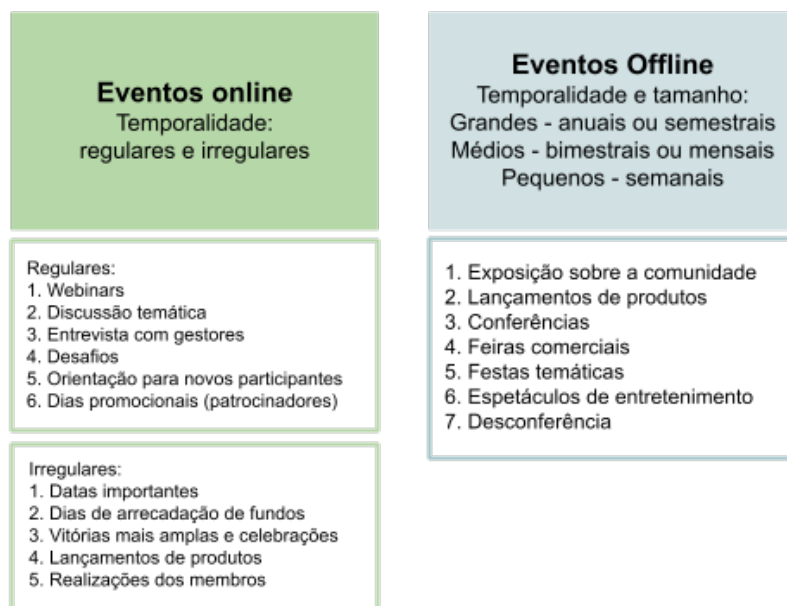 Eventos online
Temporalidade:
regulares e irregulares
Regulares:
1. Webinars
2. Discussão temática
3. Entrevista com gestores
4. Desafios
5. Orientação para novos participantes
6. Dias promocionais (patrocinadores)
Irregulares:
1. Datas importantes
2. Dias de arrecadação de fundos
3. Vitórias mais amplas e celebrações
4. Lançamentos de produtos
5. Realizações dos membros
Eventos Offline
Temporalidade e tamanho:
Grandes - anuais ou semestrais
Médios - bimestrais ou mensais
Pequenos - semanais
1. Exposição sobre a comunidade
2. Lançamentos de produtos
3. Conferências
4. Feiras comerciais
5. Festas temáticas
6. Espetáculos de entretenimento
7. Desconferência